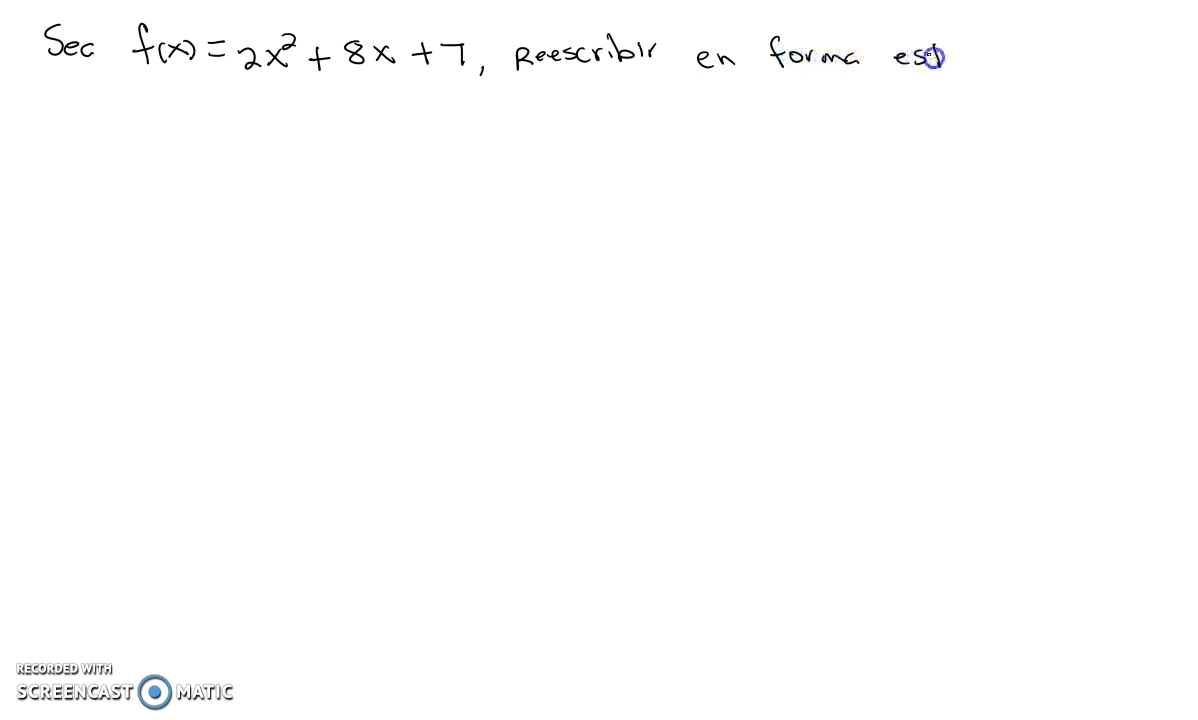 Sea f(x) = 2x² + 8x + 7, Reescribir en forma est
RECORDED WITH
SCREENCAST MATIC